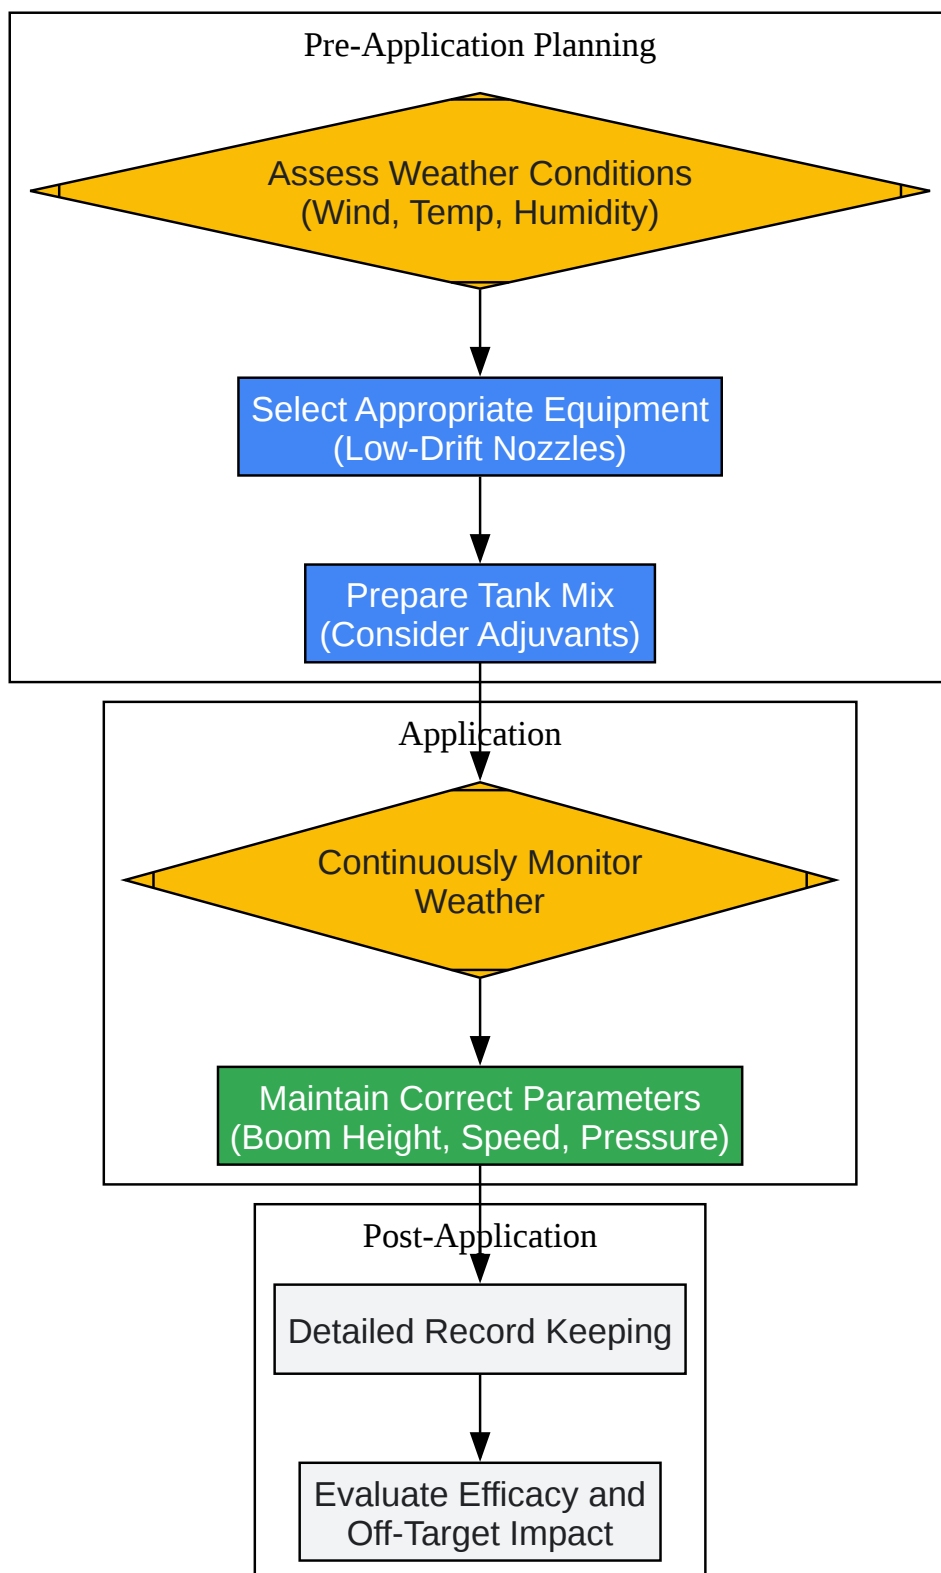 Pre-Application Planning
Assess Weather Conditions
(Wind, Temp, Humidity)
Select Appropriate Equipment
(Low-Drift Nozzles)
Prepare Tank Mix
(Consider Adjuvants)
Application
Continuously Monitor
Weather
Maintain Correct Parameters
(Boom Height, Speed, Pressure)
Post-Application
Detailed Record Keeping
Evaluate Efficacy and
Off-Target Impact